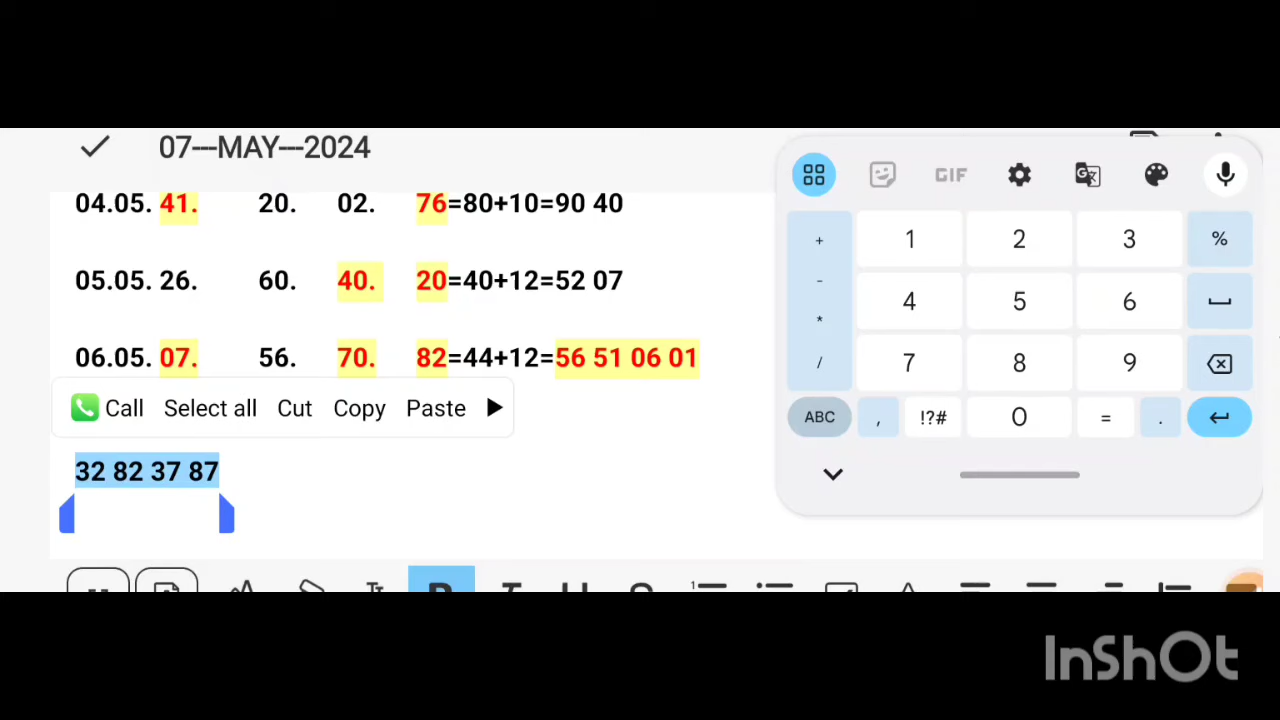 07---MAY---2024
04.05. 41. 20. 02. 76=80+10=90 40
05.05. 26. 60. 40. 20=40+12=52 07
06.05. 07. 56. 70. 82=44+12=56 51 06 01
Call Select all Cut Copy Paste
32 82 37 87
GIF
+ 1 2 3 %
- 4 5 6
*
/ 7 8 9
ABC , !?# 0 = .
InShOt